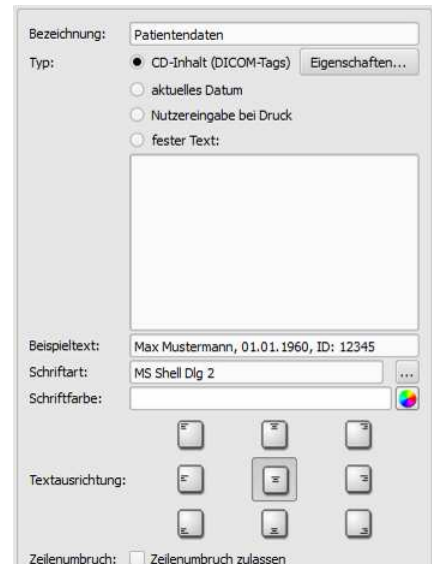 Bezeichnung: Patientendaten
Typ: CD-Inhalt (DICOM-Tags) Eigenschaften...
aktuelles Datum
Nutzereingabe bei Druck
fester Text:
Beispieltext: Max Mustermann, 01.01.1960, ID: 12345
Schriftart: MS Shell Dlg 2 ...
Schriftfarbe:
Textausrichtung:
Zeilenumbruch: Zeilenumbruch zulassen